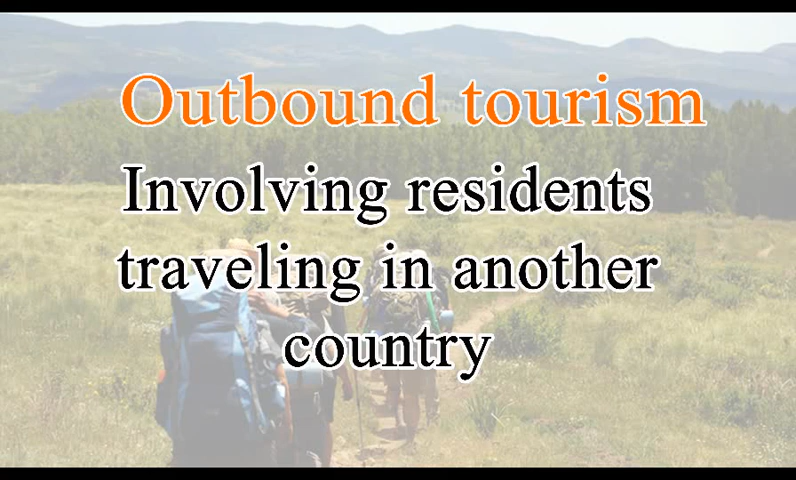 Outbound tourism
Involving residents
traveling in another
country